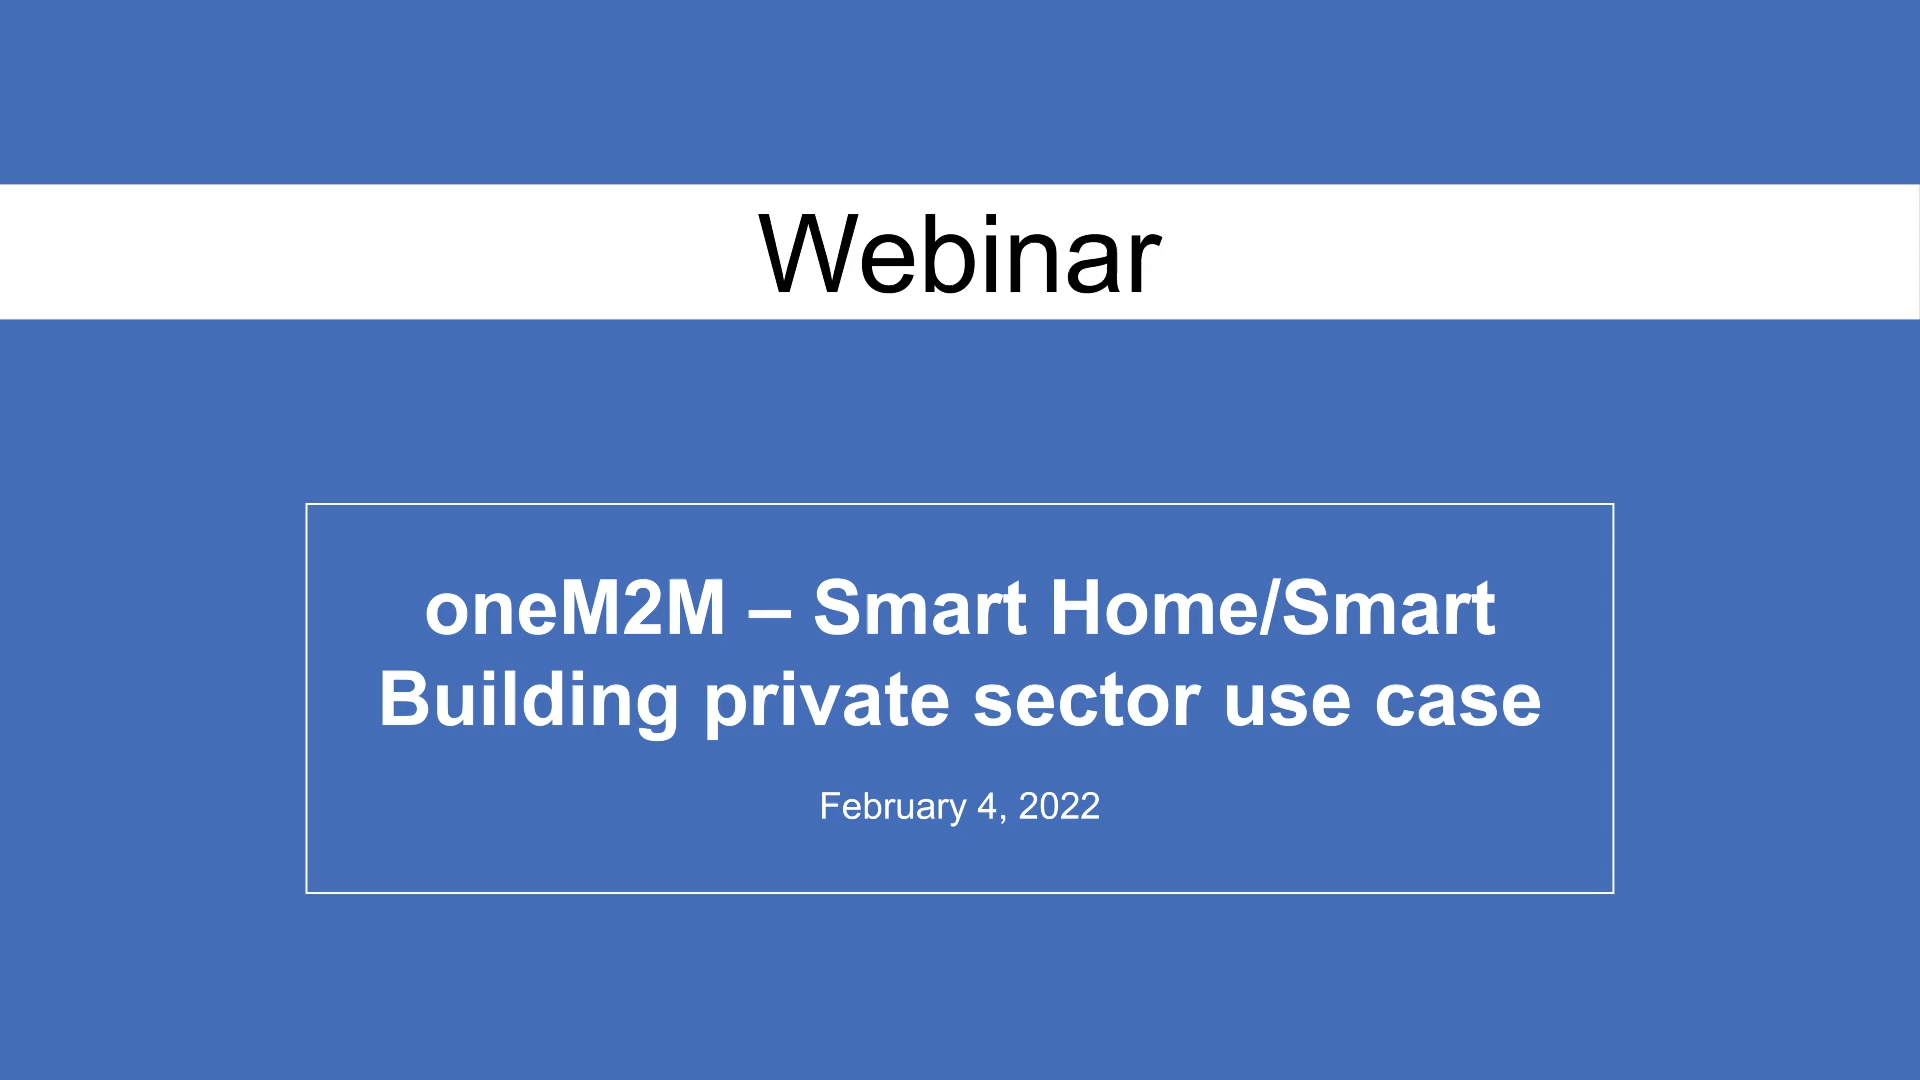 Webinar
oneM2M – Smart Home/Smart
Building private sector use case
February 4, 2022